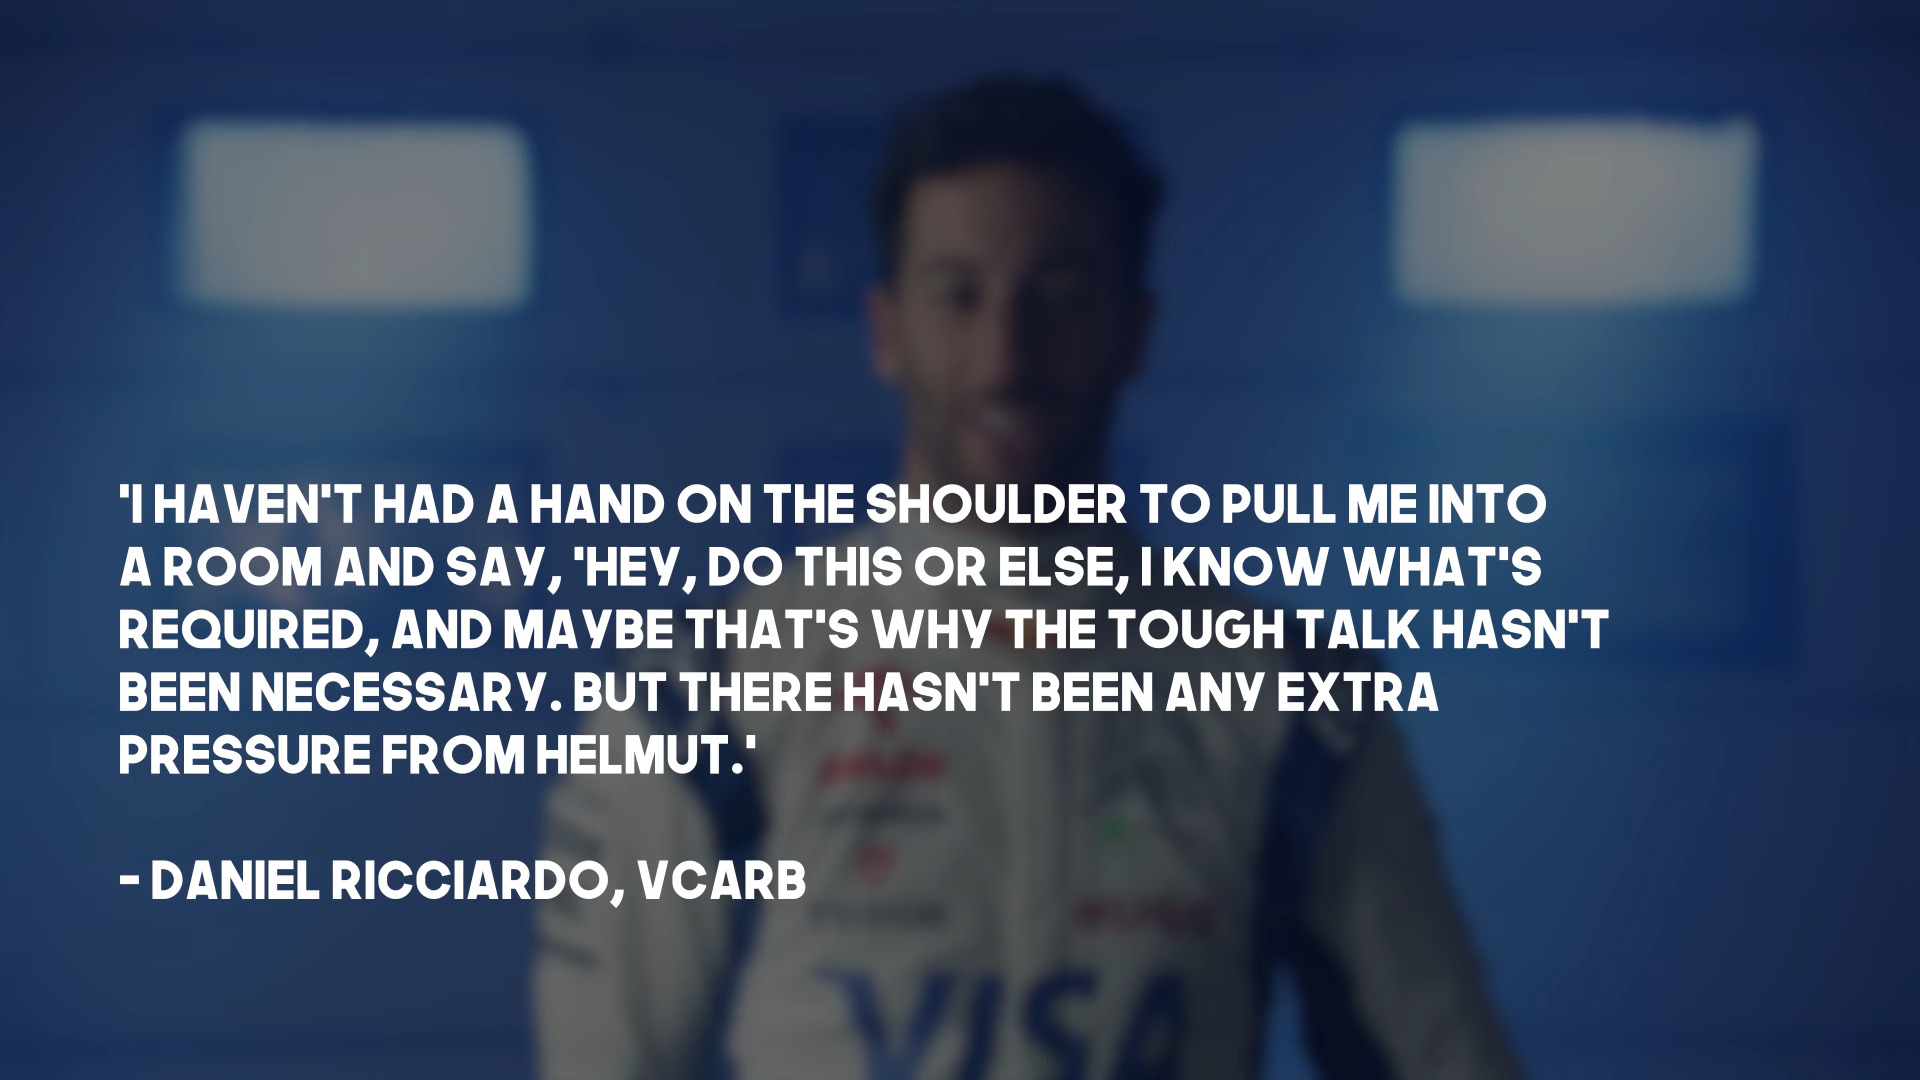 'I HAVEN'T HAD A HAND ON THE SHOULDER TO PULL ME INTO
A ROOM AND SAY, 'HEY, DO THIS OR ELSE, I KNOW WHAT'S
REQUIRED, AND MAYBE THAT'S WHY THE TOUGH TALK HASN'T
BEEN NECESSARY. BUT THERE HASN'T BEEN ANY EXTRA
PRESSURE FROM HELMUT.'
- DANIEL RICCIARDO, VCARB
VISA